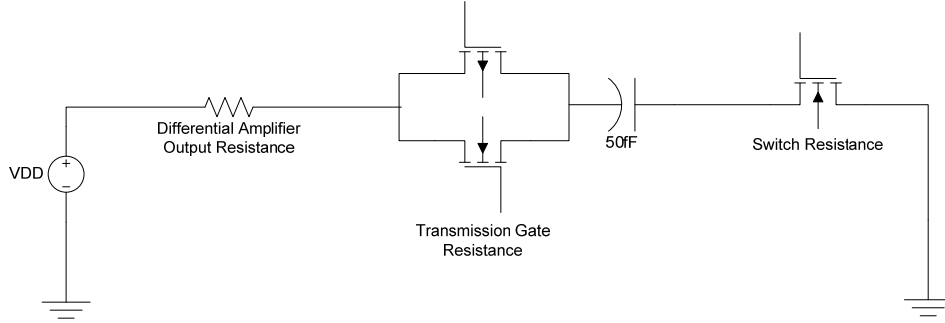 Differential Amplifier
Output Resistance
VDD
+
−
50fF
Switch Resistance
Transmission Gate
Resistance